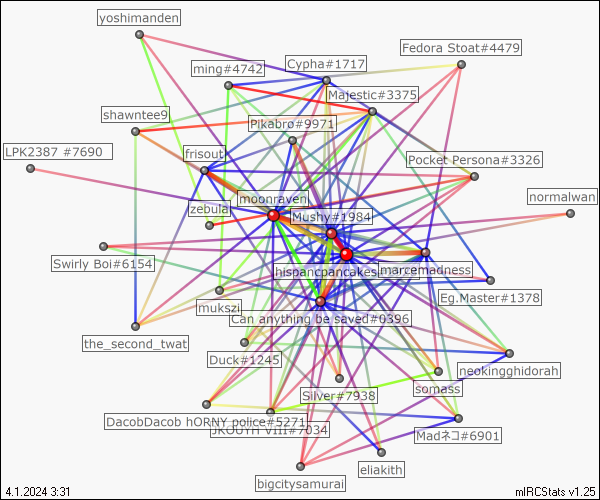 yoshimanden
Fedora Stoat#4479
Cypha#1717
ming#4742
Majestic#3375
shawntee9
Pikabro#9971
LPK2387 #7690
frisout
Pocket Persona#3326
moonraven
normalwan
zebula
Mushy#1984
Swirly Boi#6154
hispancpancakes
marcemadness
mukszi
Eg.Master#1378
Can anything be saved#0396
the_second_twat
Duck#1245
neokingghidorah
Silver#7938
somass
DacobDacob hORNY police#5271
JKOUYH VIII#7034
Madネコ#6901
eliakith
bigcitysamurai
4.1.2024 3:31
mIRCStats v1.25